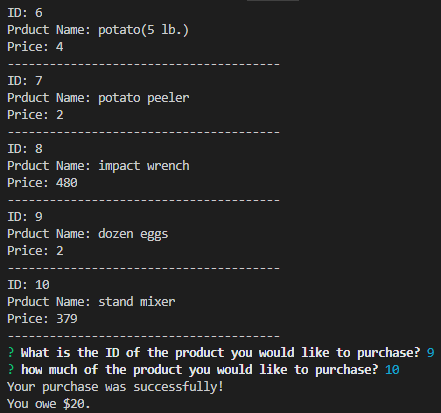 ID: 6
Prduct Name: potato(5 lb.)
Price: 4
---------------------------------------
ID: 7
Prduct Name: potato peeler
Price: 2
---------------------------------------
ID: 8
Prduct Name: impact wrench
Price: 480
---------------------------------------
ID: 9
Prduct Name: dozen eggs
Price: 2
---------------------------------------
ID: 10
Prduct Name: stand mixer
Price: 379
---------------------------------------
? What is the ID of the product you would like to purchase? 9
? how much of the product you would like to purchase? 10
Your purchase was successfully!
You owe $20.